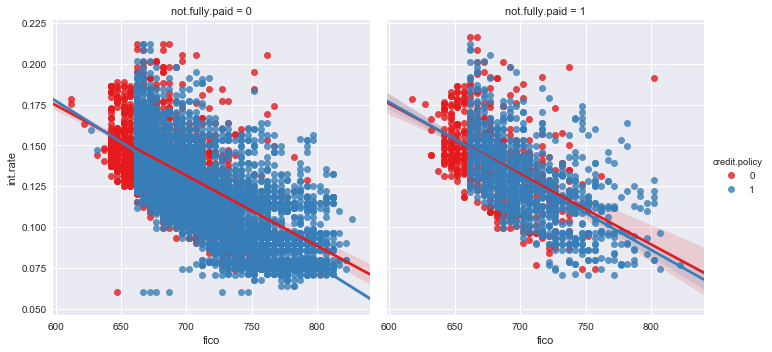 not.fully.paid = 0
not.fully.paid = 1
0.225
0.200
0.175
0.150
0.125
0.100
0.075
0.050
int.rate
600 650 700 750 800
600 650 700 750 800
fico
fico
credit.policy
0
1